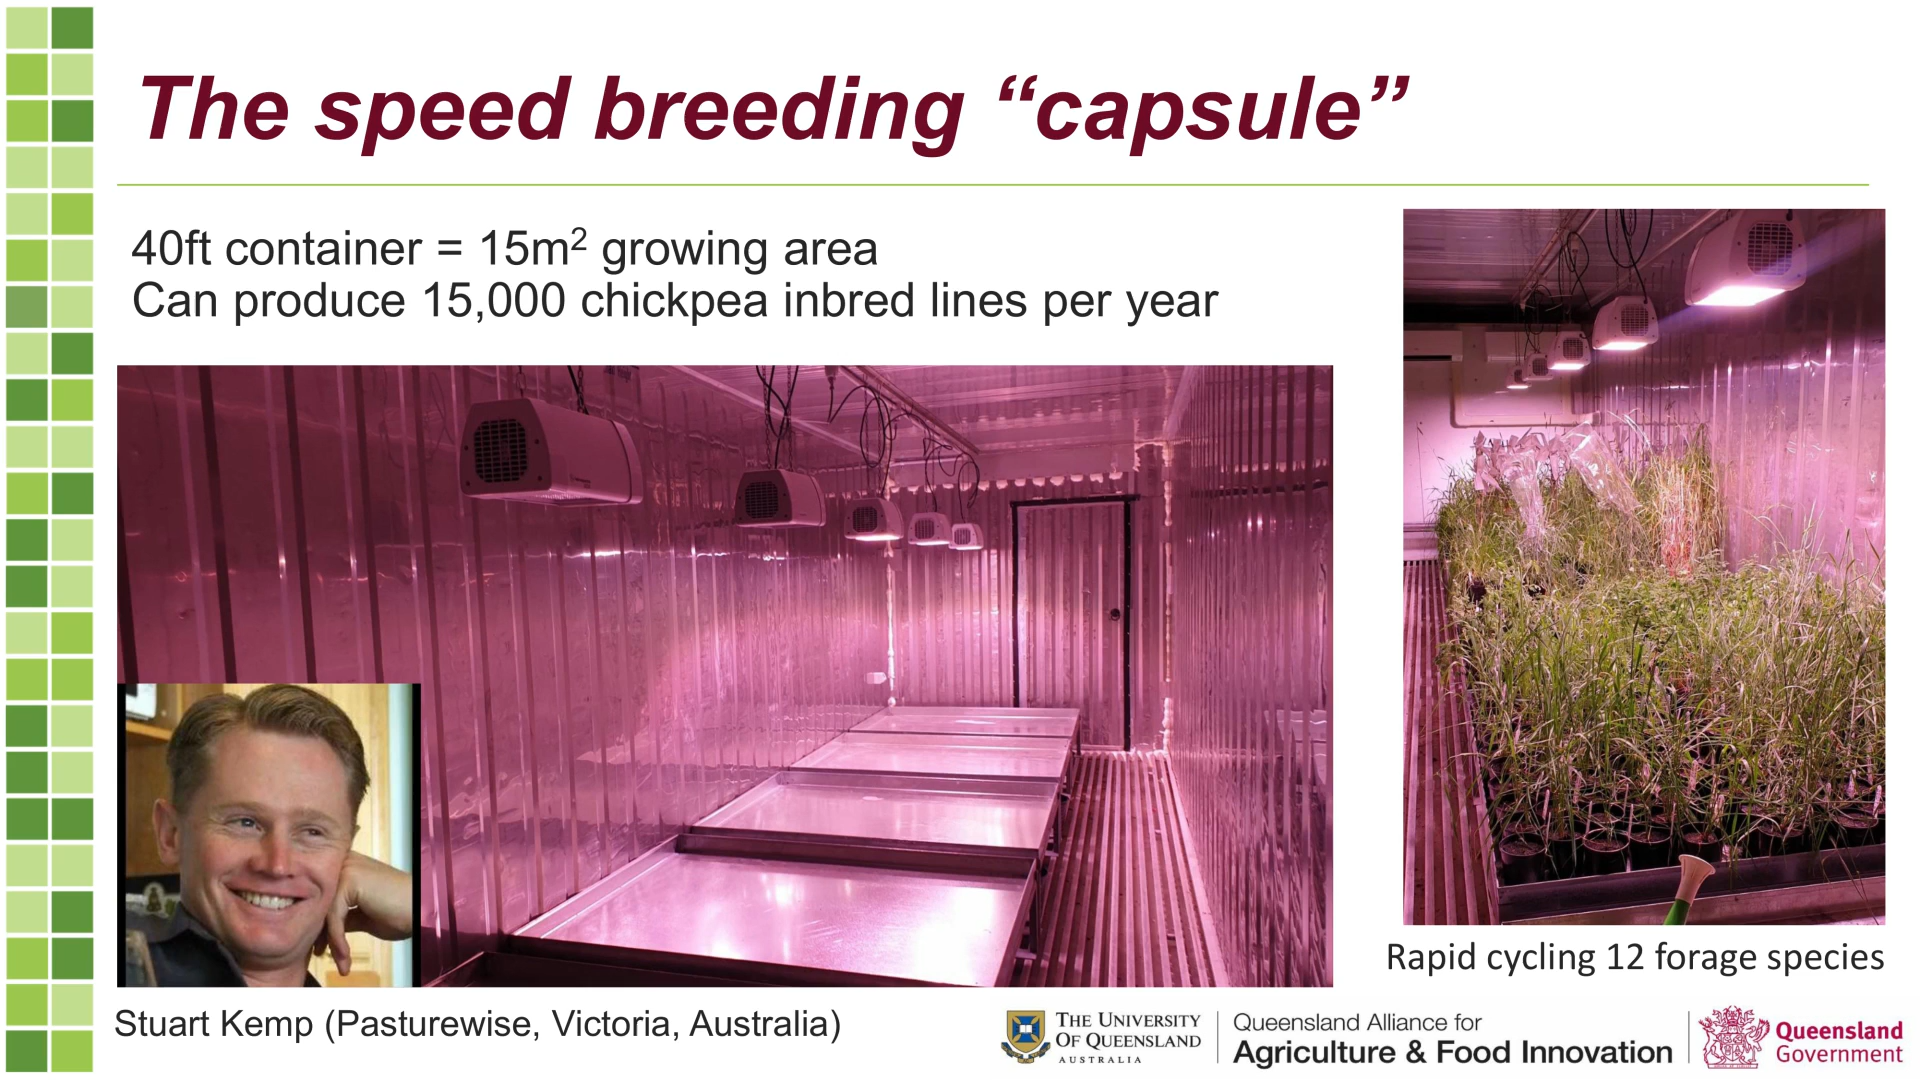 The speed breeding “capsule”
40ft container = 15m² growing area
Can produce 15,000 chickpea inbred lines per year
Rapid cycling 12 forage species
Stuart Kemp (Pasturewise, Victoria, Australia)
THE UNIVERSITY
OF QUEENSLAND
AUSTRALIA
Queensland Alliance for
Agriculture & Food Innovation
Queensland
Government